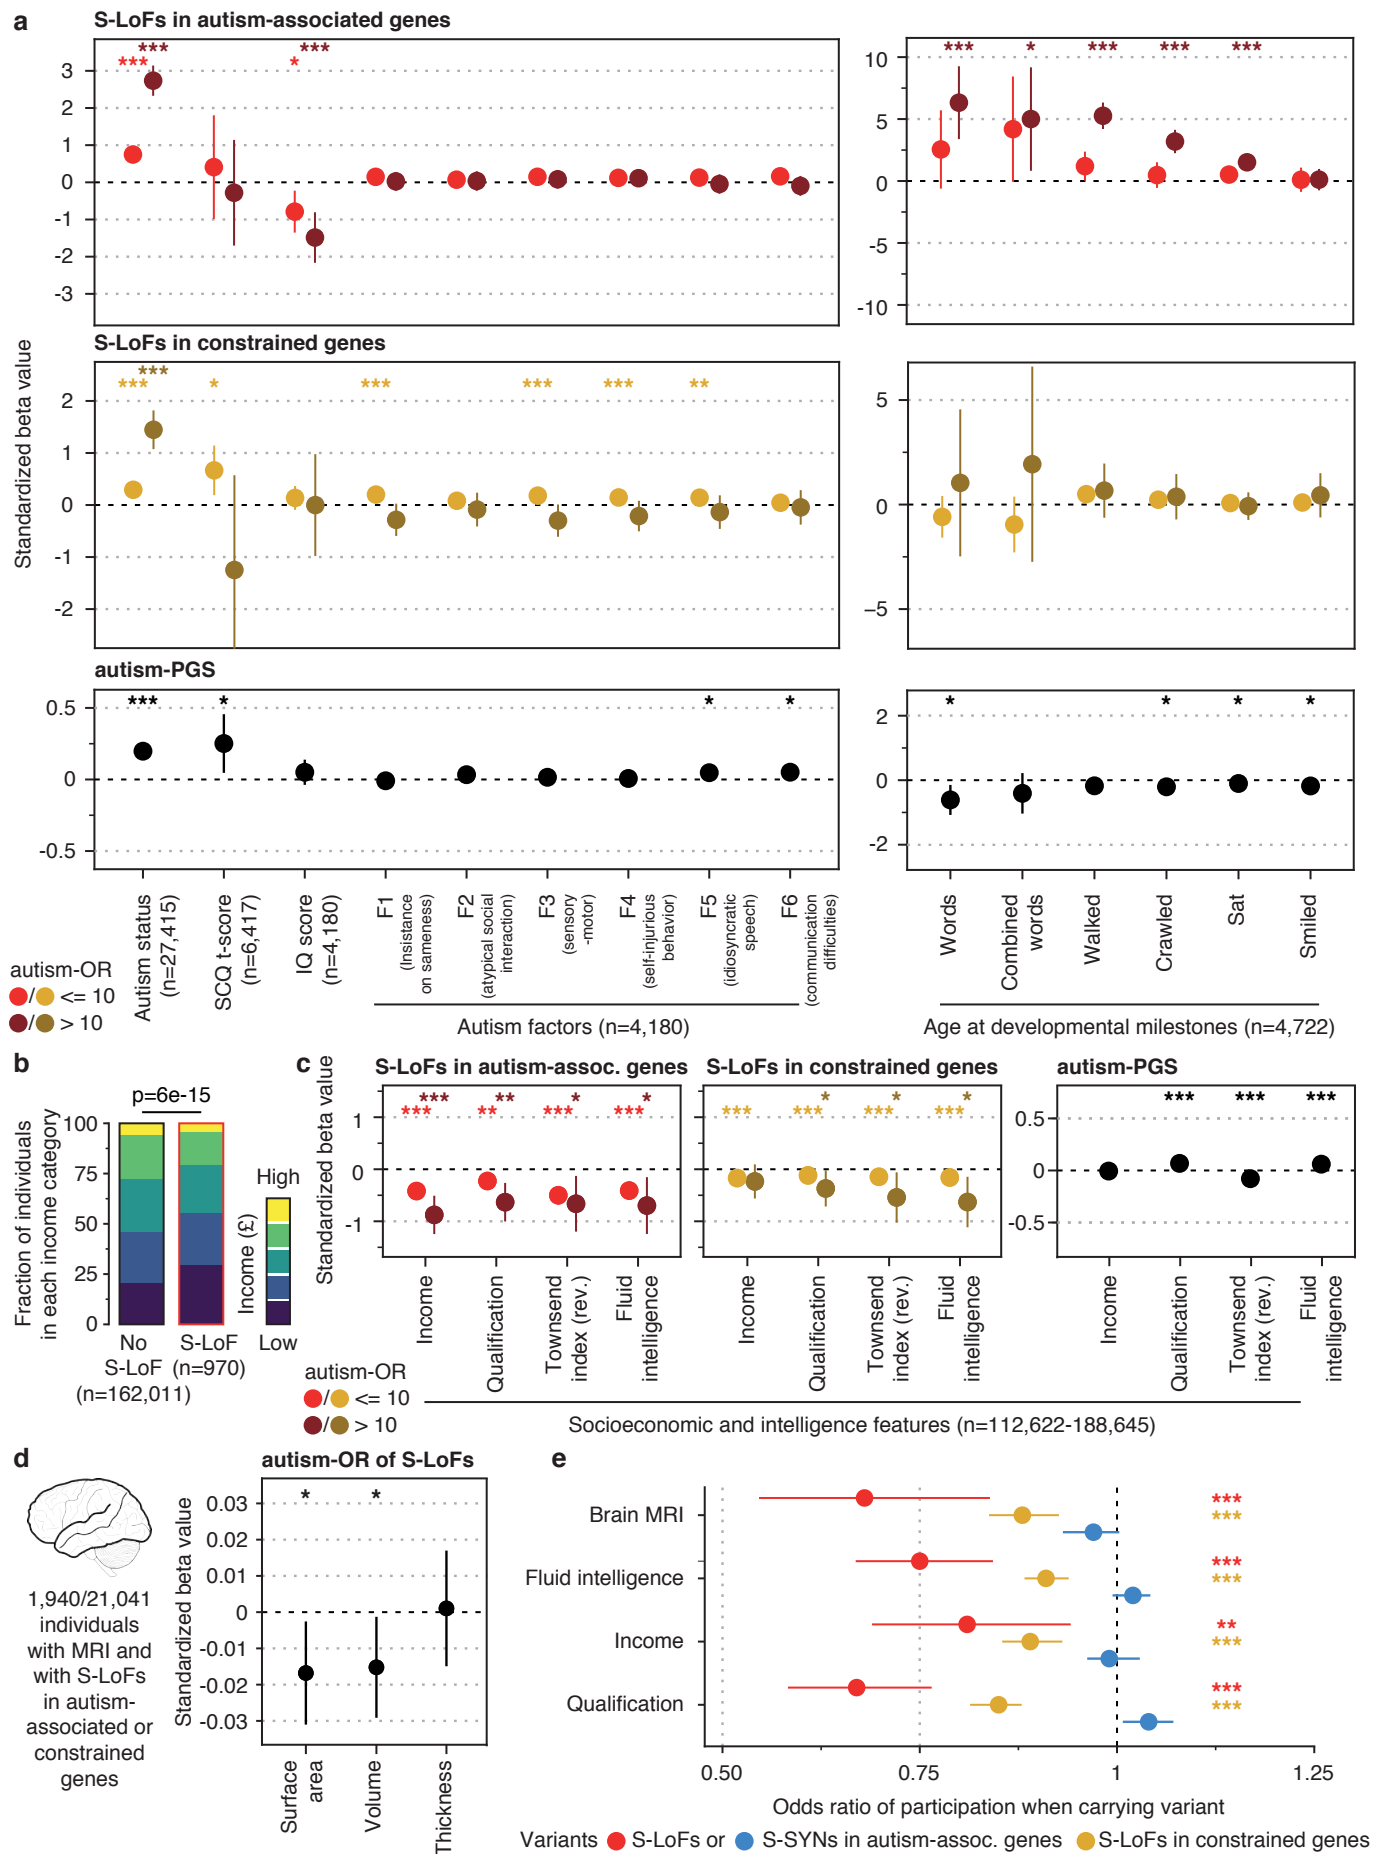 a
S-LoFs in autism-associated genes
*** *** * ***
3
2
1
0
-1
-2
-3
*** * *** *** ***
10
5
0
-5
-10
Standardized beta value
S-LoFs in constrained genes
*** *** * *** *** *** **
2
1
0
-1
-2
5
0
–5
autism-PGS
*** * * *
0.5
0
-0.5
* * * *
2
0
-2
Autism status
(n=27,415)
SCQ t-score
(n=6,417)
IQ score
(n=4,180)
F1
(Insistance
on sameness)
F2
(atypical social
interaction)
F3
(sensory
-motor)
F4
(self-injurious
behavior)
F5
(idiosyncratic
speech)
F6
(communication
difficulties)
Words
Combined
words
Walked
Crawled
Sat
Smiled
autism-OR
/ <= 10
/ > 10
Autism factors (n=4,180)
Age at developmental milestones (n=4,722)
b
p=6e-15
Fraction of individuals
in each income category
100
75
50
25
0
No
S-LoF
(n=162,011)
S-LoF
(n=970)
High
Income (£)
Low
c
S-LoFs in autism-assoc. genes
S-LoFs in constrained genes
autism-PGS
Standardized beta value
*** *** ** ** *** * *** *
1
0
-1
*** *** * *** * *** *
*** *** ***
0.5
0
-0.5
Income
Qualification
Townsend
index (rev.)
Fluid
intelligence
Income
Qualification
Townsend
index (rev.)
Fluid
intelligence
Income
Qualification
Townsend
index (rev.)
Fluid
intelligence
autism-OR
/ <= 10
/ > 10
Socioeconomic and intelligence features (n=112,622-188,645)
d
1,940/21,041
individuals
with MRI and
with S-LoFs
in autism-
associated or
constrained
genes
autism-OR of S-LoFs
Standardized beta value
* *
0.03
0.02
0.01
0
-0.01
-0.02
-0.03
Surface
area
Volume
Thickness
e
Brain MRI
***
***
Fluid intelligence
***
***
Income
**
***
Qualification
***
***
0.50 0.75 1 1.25
Odds ratio of participation when carrying variant
Variants S-LoFs or S-SYNs in autism-assoc. genes S-LoFs in constrained genes